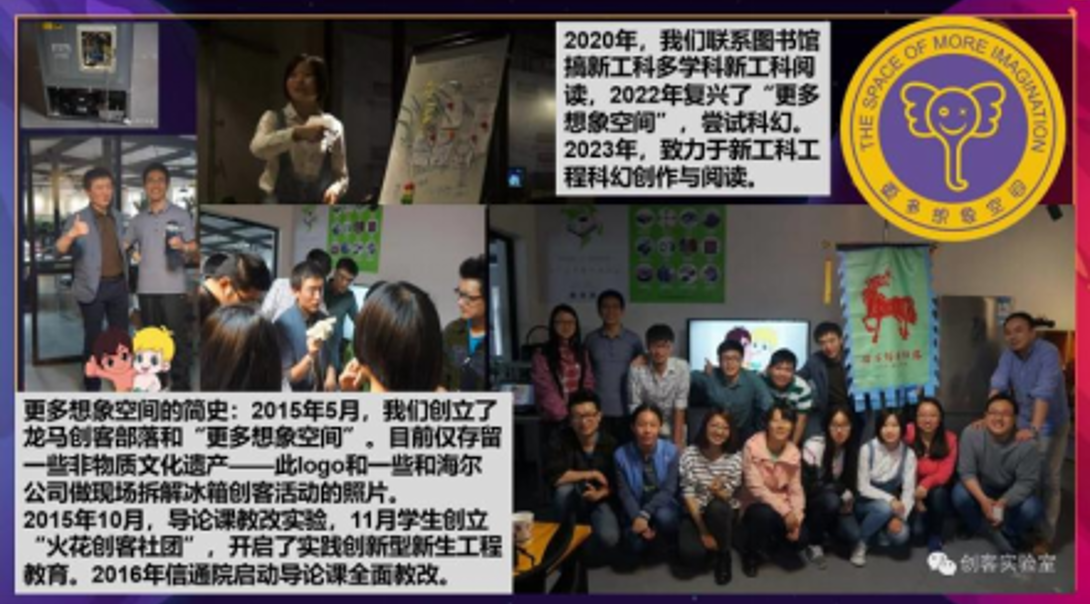 2020年，我们联系图书馆
搞新工科多学科新工科阅
读，2022年复兴了“更多
想象空间”，尝试科幻。
2023年，致力于新工科工
程科幻创作与阅读。
THE SPACE OF MORE IMAGINATION
更多想象空间
更多想象空间的简史：2015年5月，我们创立了
龙马创客部落和“更多想象空间”。目前仅存留
一些非物质文化遗产——此logo和一些和海尔
公司做现场拆解冰箱创客活动的照片。
2015年10月，导论课教改实验，11月学生创立
“火花创客社团”，开启了实践创新型新生工程
教育。2016年信通院启动导论课全面教改。
创客实验室